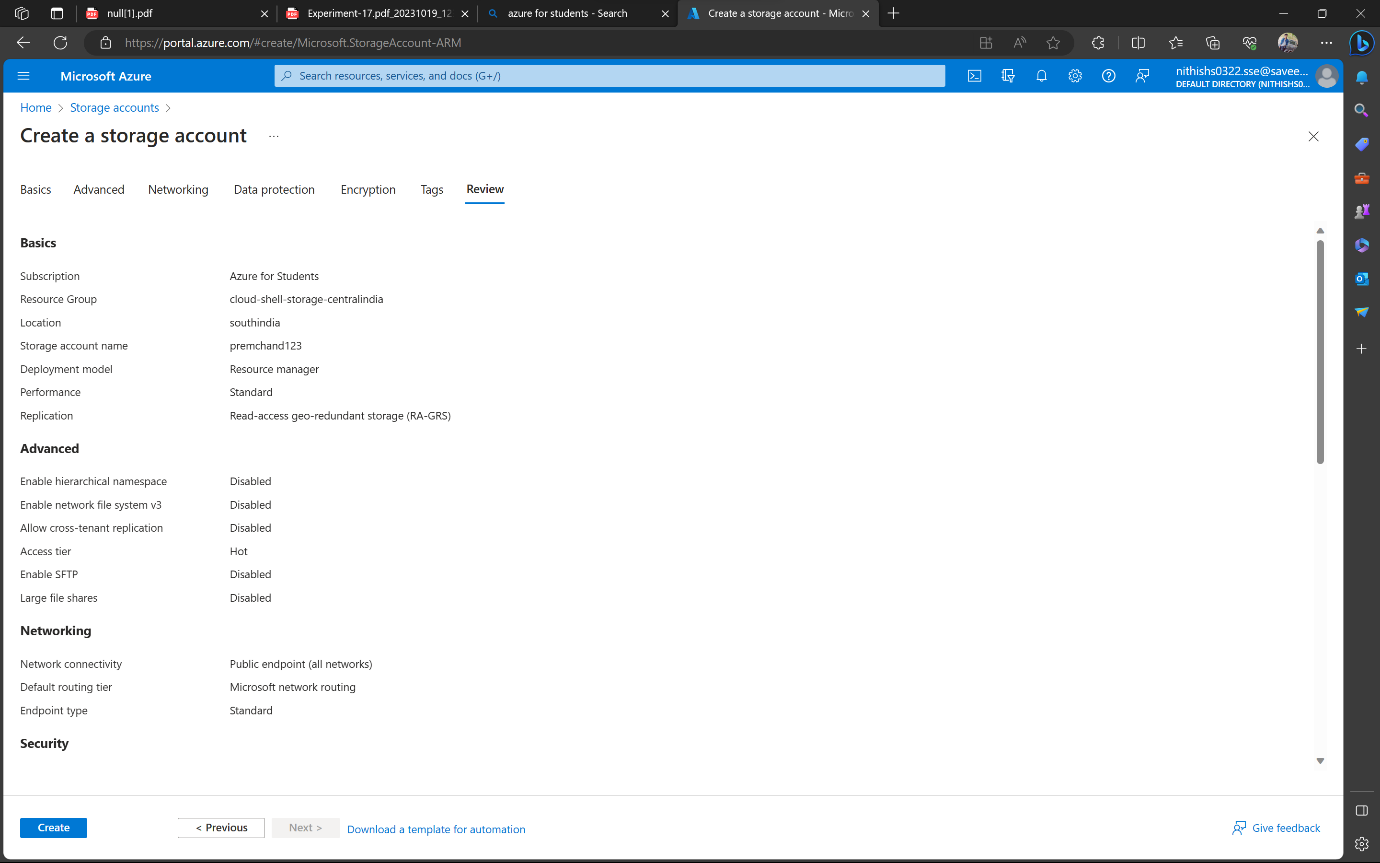 null[1].pdf
Experiment-17.pdf_20231019_12
azure for students - Search
Create a storage account - Micro
https://portal.azure.com/#create/Microsoft.StorageAccount-ARM
Microsoft Azure
Search resources, services, and docs (G+/)
nithishs0322.sse@savee...
DEFAULT DIRECTORY (NITHISHS0...
Home > Storage accounts >
Create a storage account ...
Basics Advanced Networking Data protection Encryption Tags Review
Basics
Subscription Azure for Students
Resource Group cloud-shell-storage-centralindia
Location southindia
Storage account name premchand123
Deployment model Resource manager
Performance Standard
Replication Read-access geo-redundant storage (RA-GRS)
Advanced
Enable hierarchical namespace Disabled
Enable network file system v3 Disabled
Allow cross-tenant replication Disabled
Access tier Hot
Enable SFTP Disabled
Large file shares Disabled
Networking
Network connectivity Public endpoint (all networks)
Default routing tier Microsoft network routing
Endpoint type Standard
Security
Create < Previous Next > Download a template for automation Give feedback